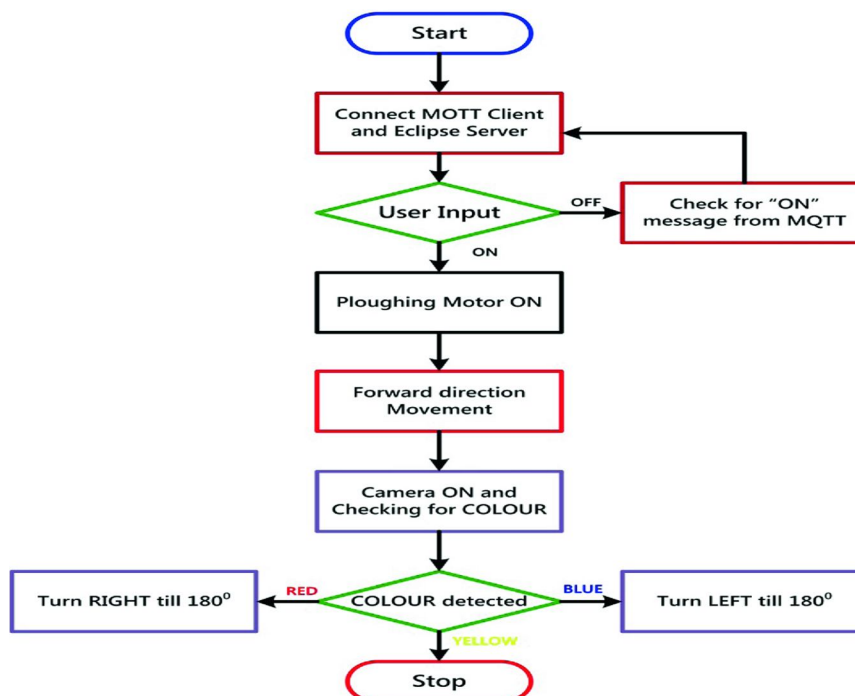 Start
Connect MOTT Client
and Eclipse Server
User Input
OFF
Check for “ON”
message from MQTT
ON
Ploughing Motor ON
Forward direction
Movement
Camera ON and
Checking for COLOUR
Turn RIGHT till 180⁰
RED
COLOUR detected
BLUE
Turn LEFT till 180⁰
YELLOW
Stop